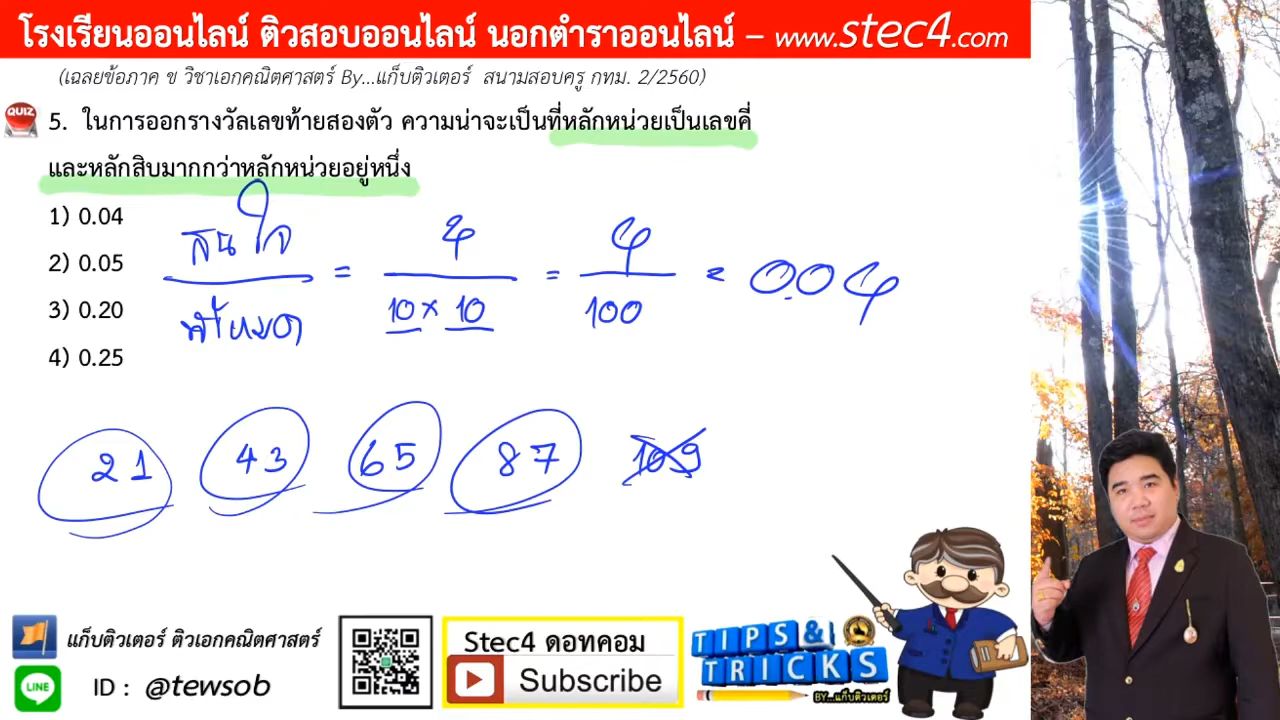 โรงเรียนออนไลน์ ติวสอบออนไลน์ นอกตำราออนไลน์ – www.stec4.com
(เฉลยข้อภาค ข วิชาเอกคณิตศาสตร์ By...แก็บติวเตอร์ สนามสอบครู กทม. 2/2560)
QUIZ
5. ในการออกรางวัลเลขท้ายสองตัว ความน่าจะเป็นที่หลักหน่วยเป็นเลขคี่
และหลักสิบมากกว่าหลักหน่วยอยู่หนึ่ง
1) 0.04
2) 0.05
3) 0.20
4) 0.25
สนใจ
ทั้งหมด
= 4
10 × 10
= 4
100
= 0.04
21 43 65 87 109
แก็บติวเตอร์ ติวเอกคณิตศาสตร์
LINE
ID : @tewsob
Stec4 ดอทคอม
Subscribe
TIPS &
TRICKS
BY...แก็บติวเตอร์